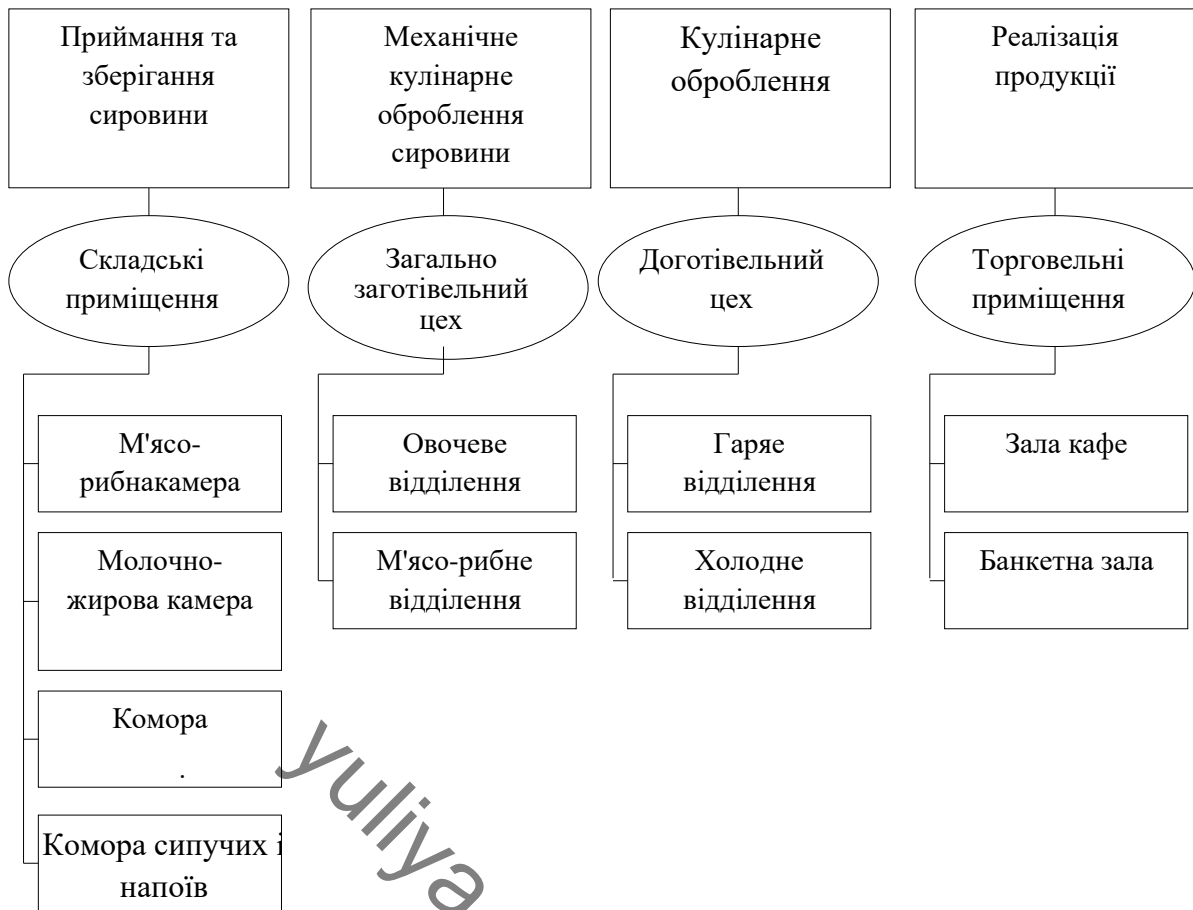 Приймання та
зберігання
сировини
Механічне
кулінарне
оброблення
сировини
Кулінарне
оброблення
Реалізація
продукції
Складські
приміщення
Загально
заготівельний
цех
Доготівельний
цех
Торговельні
приміщення
М'ясо-
рибнакамера
Молочно-
жирова камера
Комора
.
Комора сипучих і
напоїв
Овочеве
відділення
М'ясо-рибне
відділення
Гаряе
відділення
Холодне
відділення
Зала кафе
Банкетна зала
yuliya